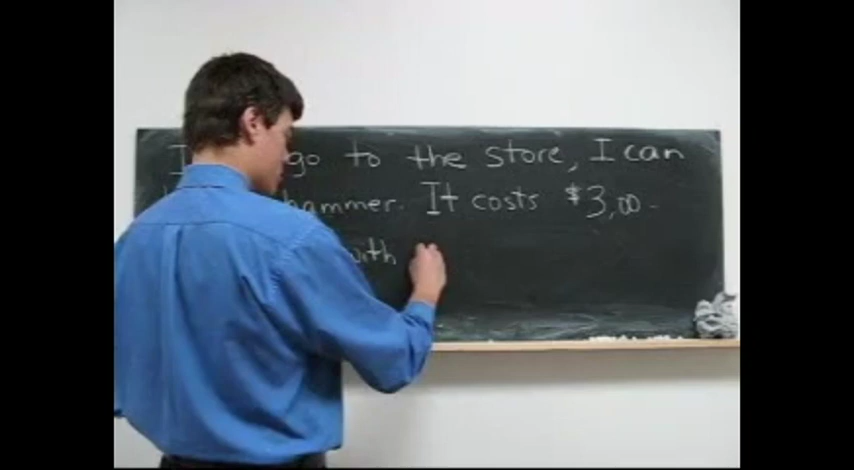 I go to the store, I can
hammer. It costs $3,00-
with